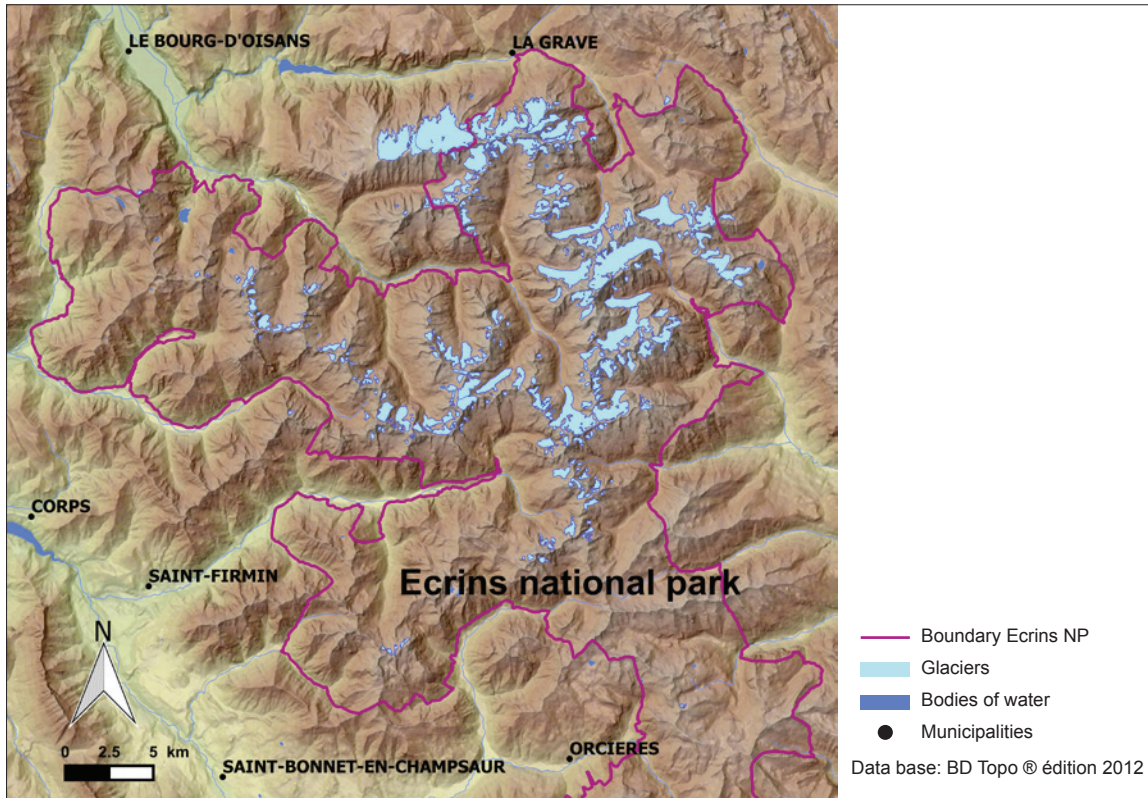 LE BOURG-D'OISANS
LA GRAVE
CORPS
SAINT-FIRMIN
Ecrins national park
N
0 2.5 5 km
SAINT-BONNET-EN-CHAMPSAUR
ORCIERES
Boundary Ecrins NP
Glaciers
Bodies of water
Municipalities
Data base: BD Topo ® édition 2012